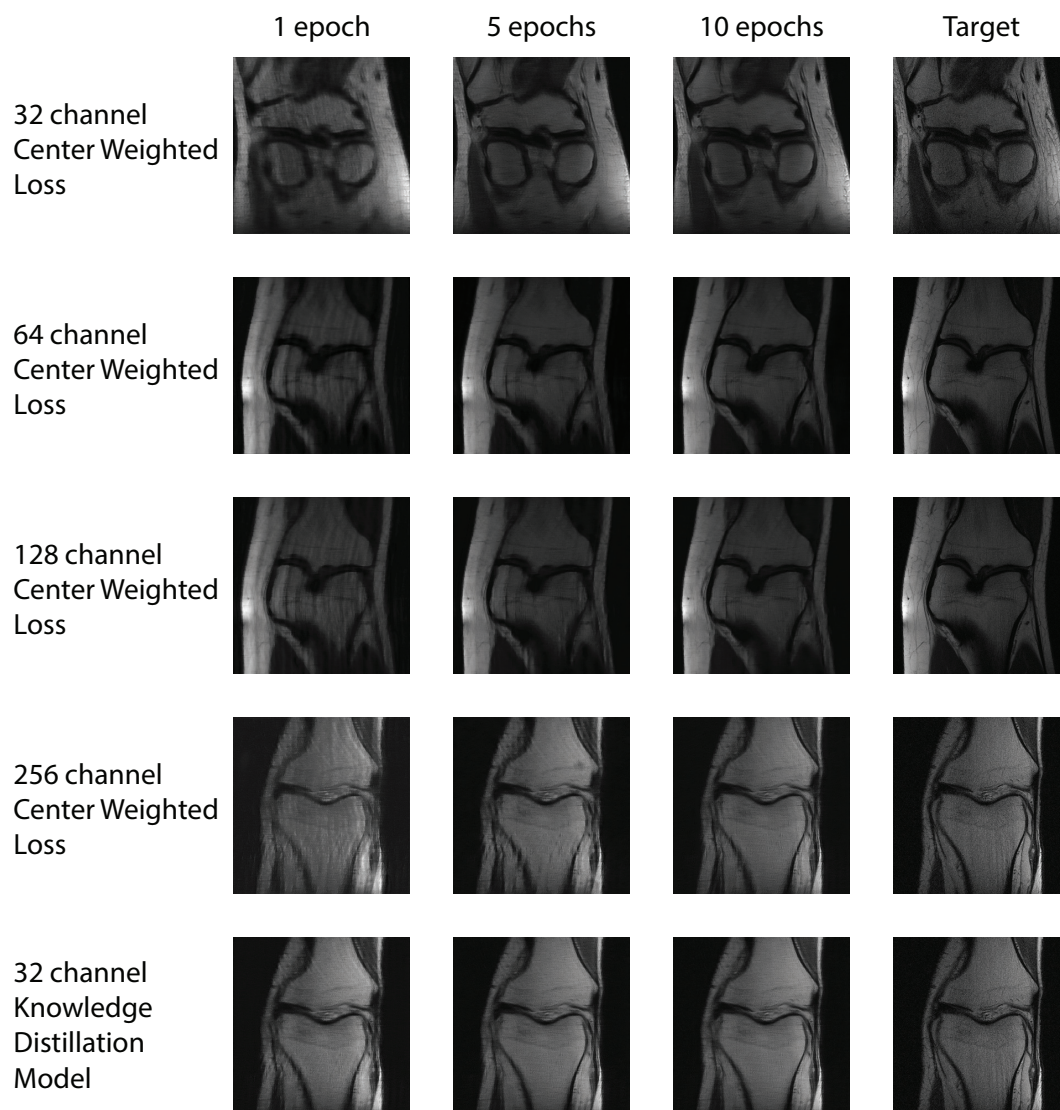 1 epoch
5 epochs
10 epochs
Target
32 channel
Center Weighted
Loss
64 channel
Center Weighted
Loss
128 channel
Center Weighted
Loss
256 channel
Center Weighted
Loss
32 channel
Knowledge
Distillation
Model